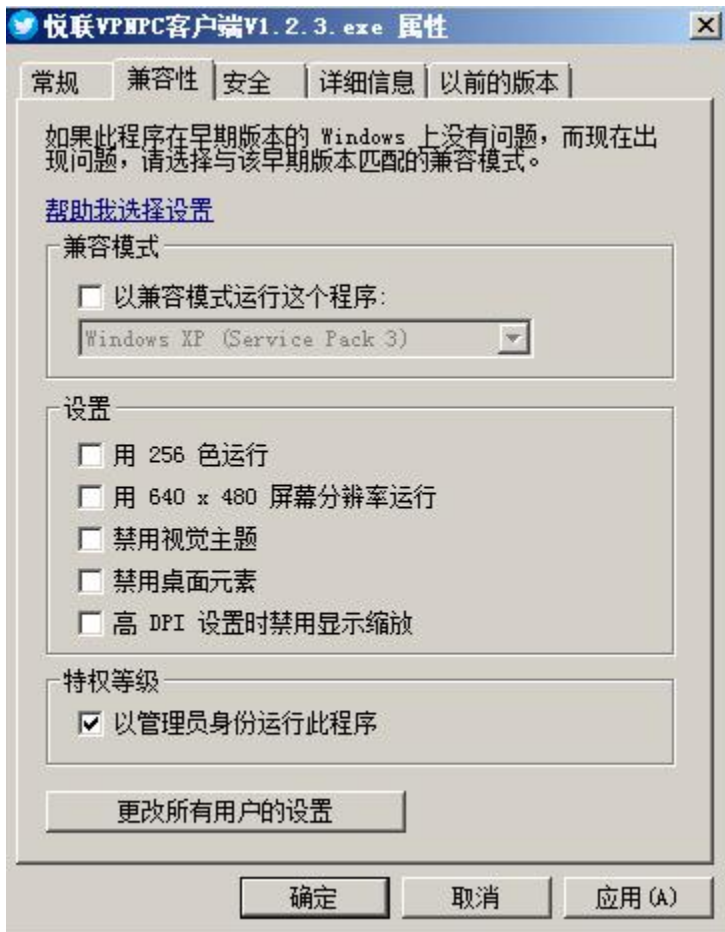 悦联VPNPC客户端V1.2.3.exe 属性
常规 兼容性 安全 详细信息 以前的版本
如果此程序在早期版本的 Windows 上没有问题，而现在出
现问题，请选择与该早期版本匹配的兼容模式。
帮助我选择设置
兼容模式
以兼容模式运行这个程序:
Windows XP (Service Pack 3)
设置
用 256 色运行
用 640 x 480 屏幕分辨率运行
禁用视觉主题
禁用桌面元素
高 DPI 设置时禁用显示缩放
特权等级
以管理员身份运行此程序
更改所有用户的设置
确定 取消 应用(A)